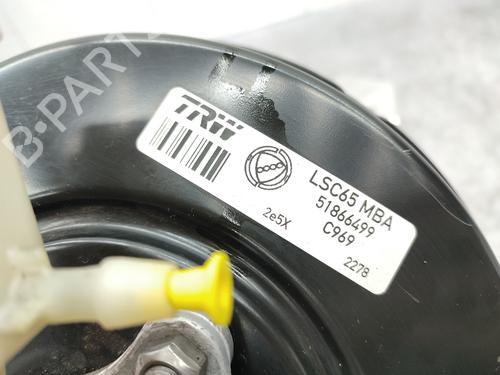 B-PARTS
TRW
LSC65 MBA
51866499
C969
2e5X
2278